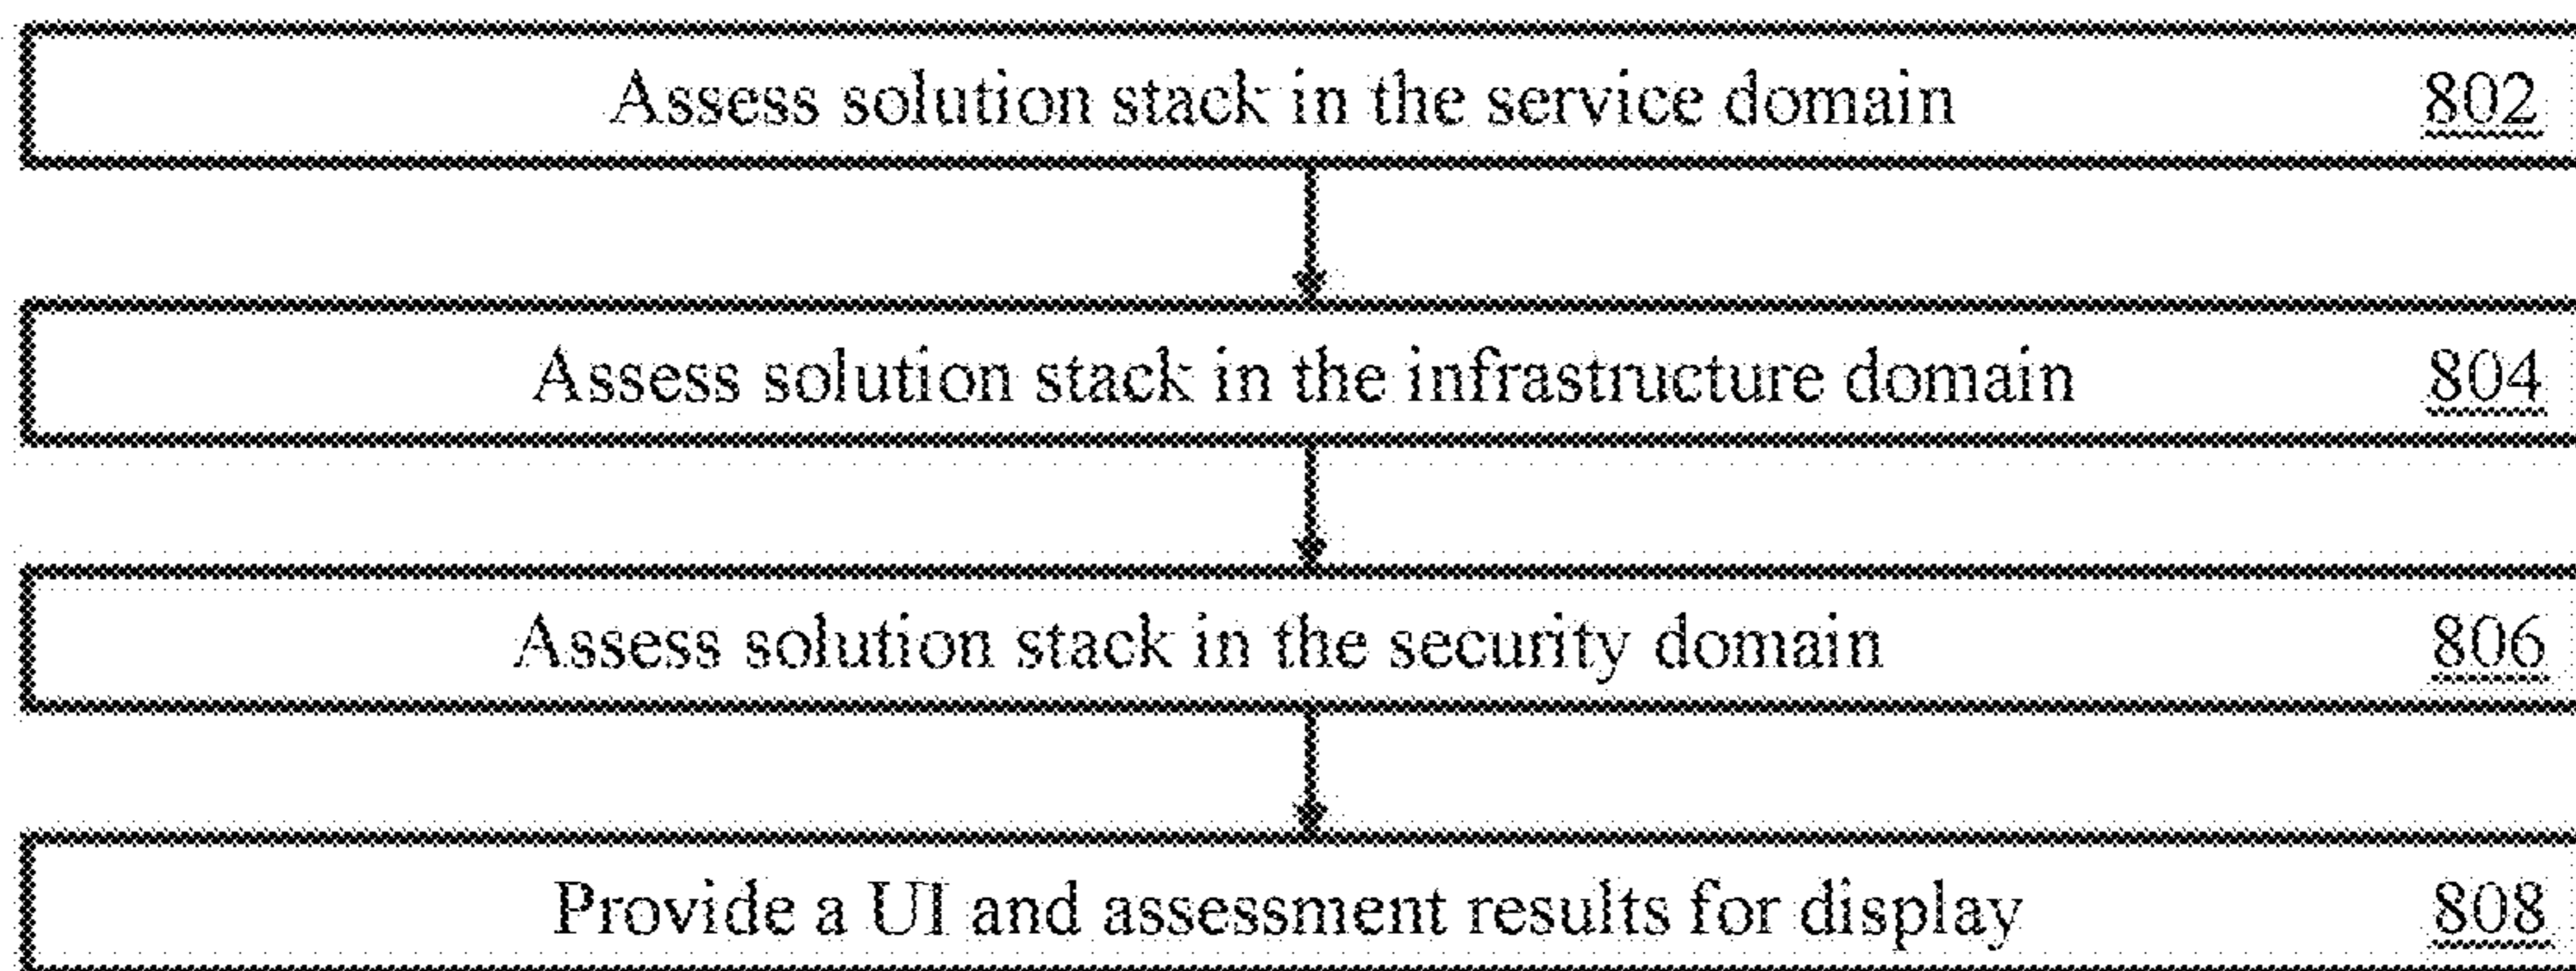 Assess solution stack in the service domain 802
Assess solution stack in the infrastructure domain 804
Assess solution stack in the security domain 806
Provide a UI and assessment results for display 808